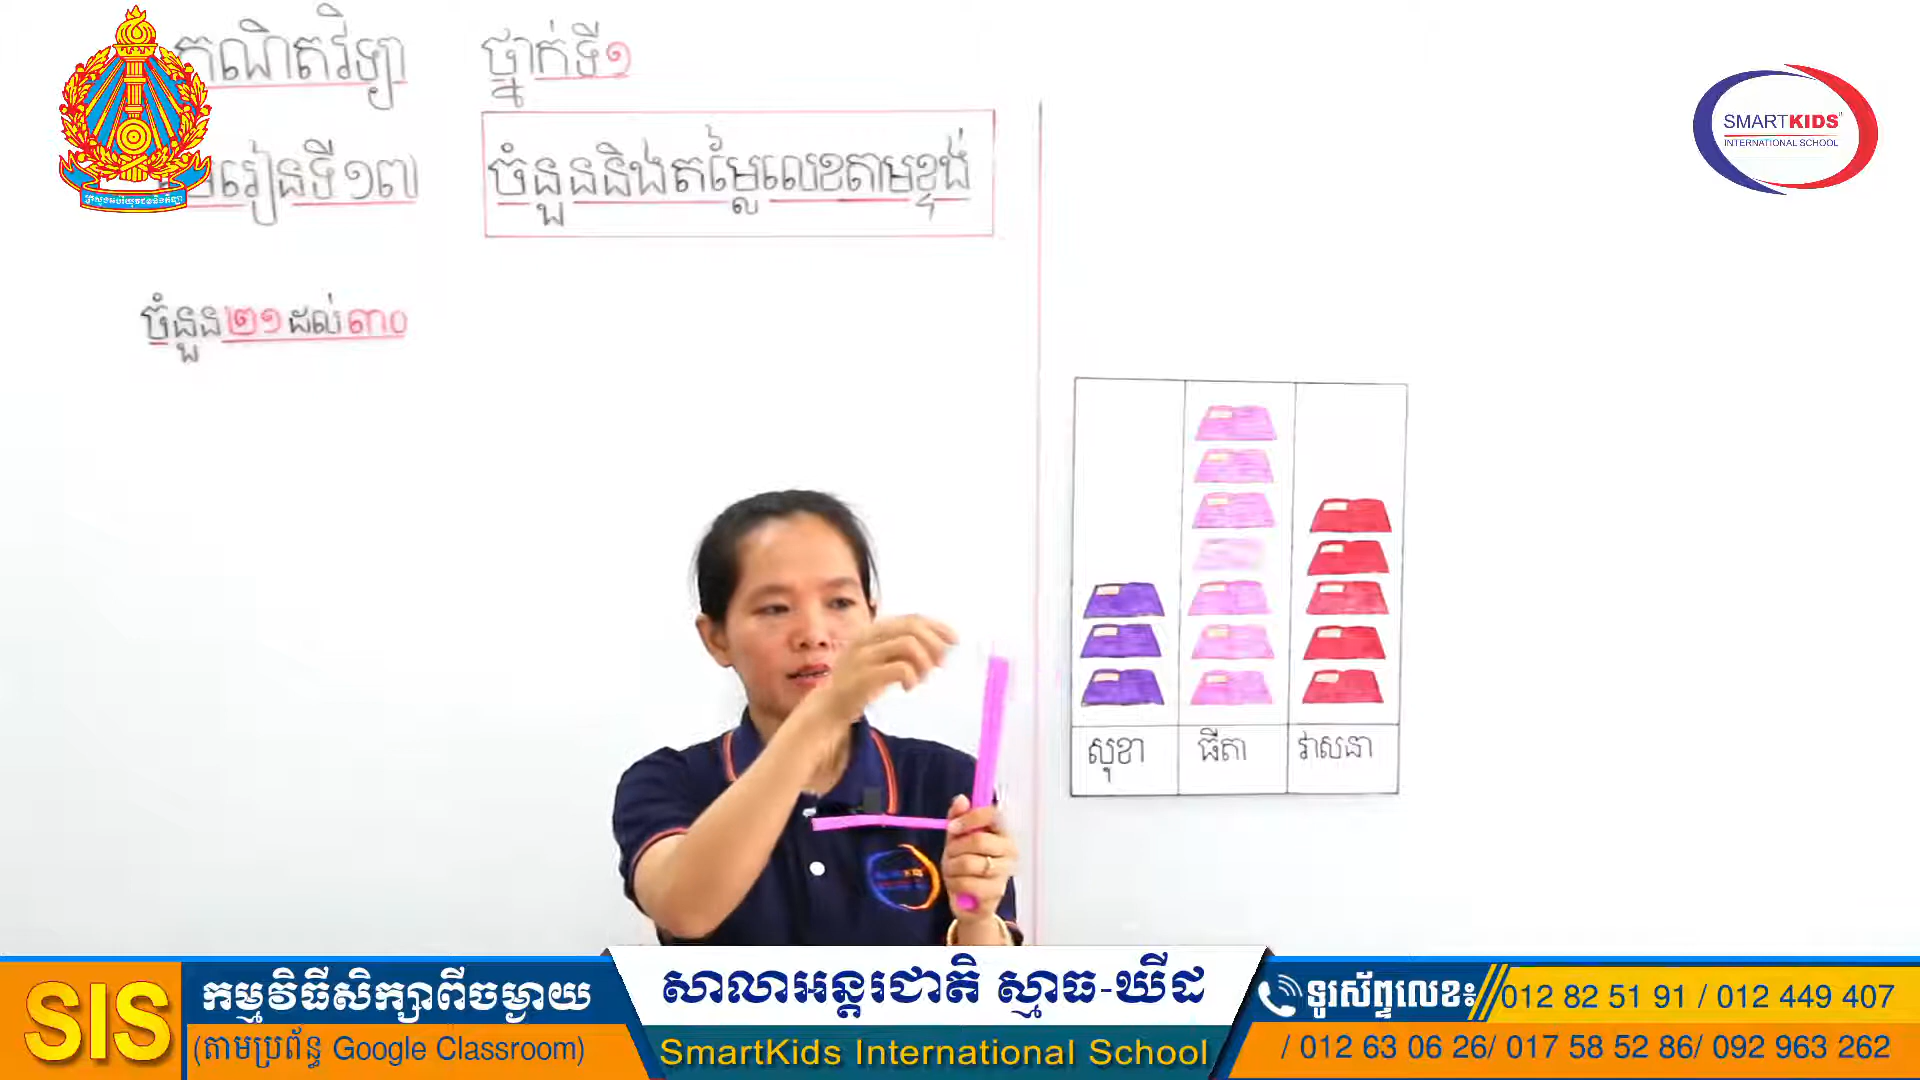 គណិតវិទ្យា ថ្នាក់ទី១
មេរៀនទី១៧ ចំនួននិងតម្លៃលេខតាមខ្ទង់
ចំនួន២១ដល់៣០
SMARTKIDS
INTERNATIONAL SCHOOL
សុខា ធីតា វាសនា
SIS
កម្មវិធីសិក្សាពីចម្ងាយ
(តាមប្រព័ន្ធ Google Classroom)
សាលាអន្តរជាតិ ស្មាធ-ឃីដ
SmartKids International School
ទូរស័ព្ទលេខ៖ 012 82 51 91 / 012 449 407
/ 012 63 06 26/ 017 58 52 86/ 092 963 262